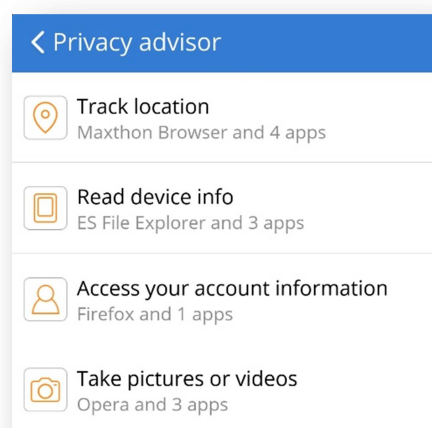 Privacy advisor
Track location
Maxthon Browser and 4 apps
Read device info
ES File Explorer and 3 apps
Access your account information
Firefox and 1 apps
Take pictures or videos
Opera and 3 apps